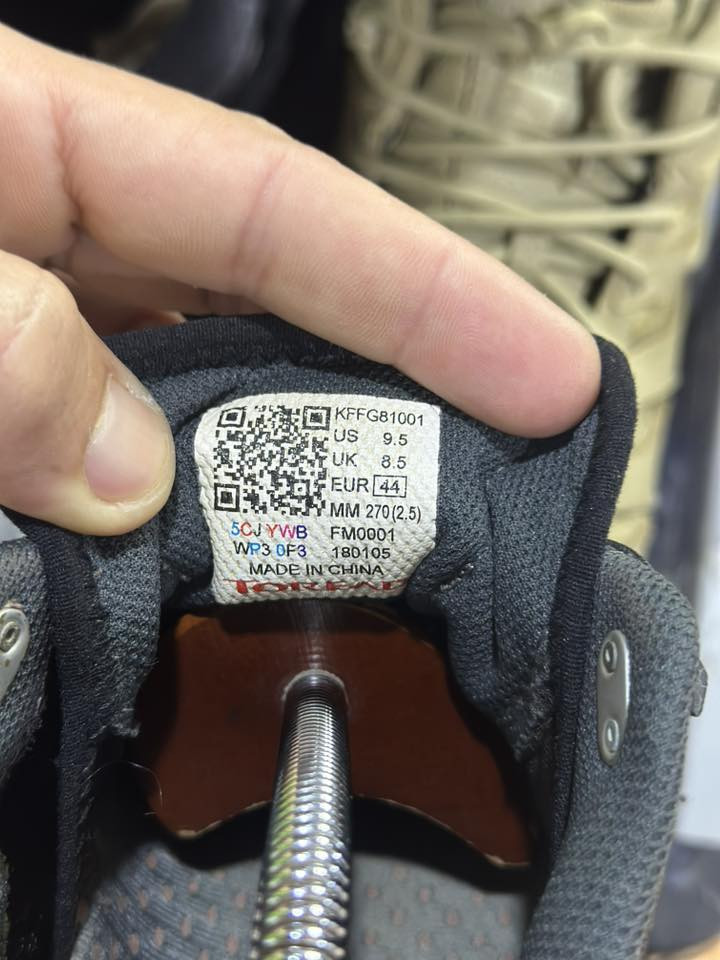 KFFG81001
US 9.5
UK 8.5
EUR 44
MM 270(2.5)
5CJ YWB FM0001
WP3 0F3 180105
MADE IN CHINA
TOREAD